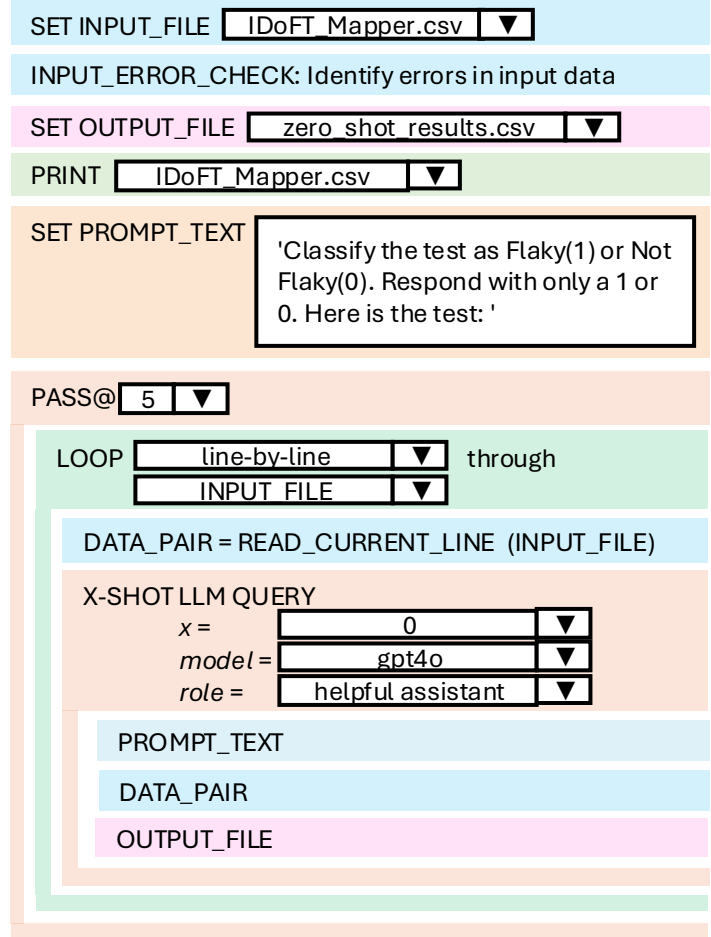 SET INPUT_FILE IDoFT_Mapper.csv ▼
INPUT_ERROR_CHECK: Identify errors in input data
SET OUTPUT_FILE zero_shot_results.csv ▼
PRINT IDoFT_Mapper.csv ▼
SET PROMPT_TEXT
'Classify the test as Flaky(1) or Not
Flaky(0). Respond with only a 1 or
0. Here is the test: '
PASS@ 5 ▼
LOOP line-by-line ▼ through
INPUT_FILE ▼
DATA_PAIR = READ_CURRENT_LINE (INPUT_FILE)
X-SHOT LLM QUERY
x = 0 ▼
model = gpt4o ▼
role = helpful assistant ▼
PROMPT_TEXT
DATA_PAIR
OUTPUT_FILE